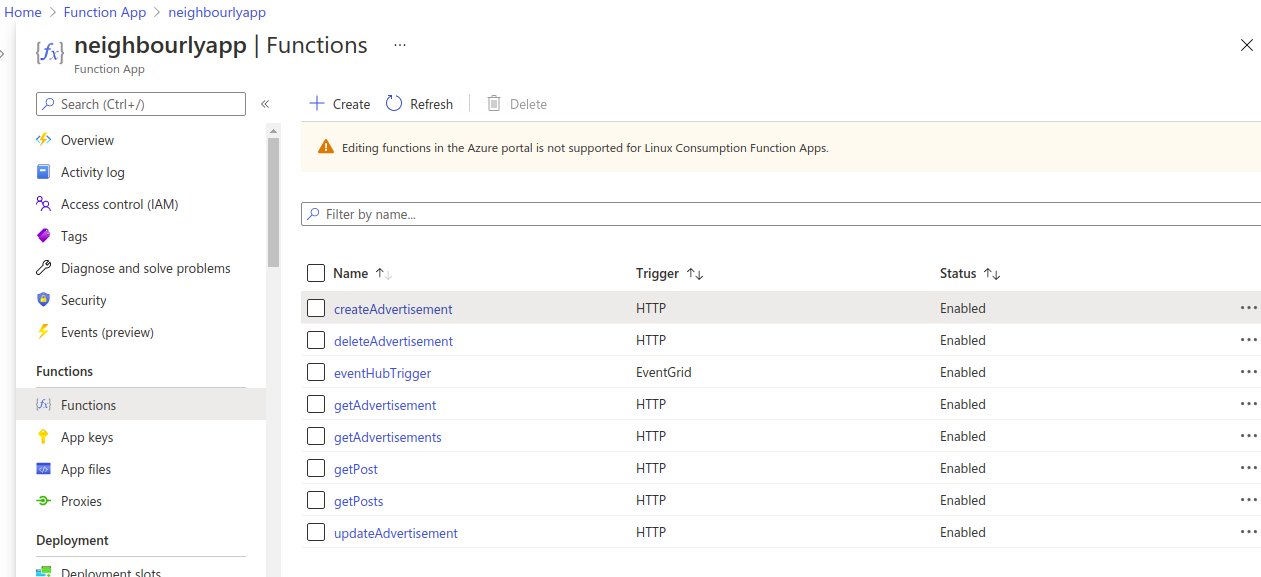 Home > Function App > neighbourlyapp
neighbourlyapp | Functions ...
Function App
Search (Ctrl+/)
«
Create Refresh Delete
Overview
Activity log
Access control (IAM)
Tags
Diagnose and solve problems
Security
Events (preview)
Functions
Functions
App keys
App files
Proxies
Deployment
Deployment slots
Editing functions in the Azure portal is not supported for Linux Consumption Function Apps.
Filter by name...
Name Trigger Status
createAdvertisement HTTP Enabled
deleteAdvertisement HTTP Enabled
eventHubTrigger EventGrid Enabled
getAdvertisement HTTP Enabled
getAdvertisements HTTP Enabled
getPost HTTP Enabled
getPosts HTTP Enabled
updateAdvertisement HTTP Enabled